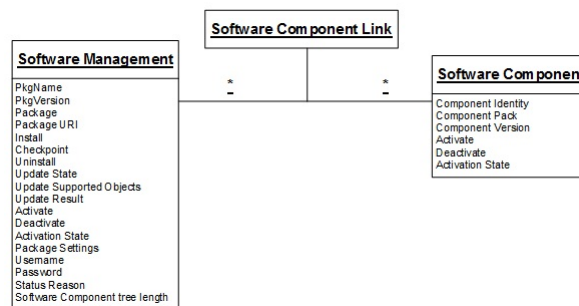 Software Component Link
Software Management
PkgName
PkgVersion
Package
Package URI
Install
Checkpoint
Uninstall
Update State
Update Supported Objects
Update Result
Activate
Deactivate
Activation State
Package Settings
Username
Password
Status Reason
Software Component tree length
*
*
Software Component
Component Identity
Component Pack
Component Version
Activate
Deactivate
Activation State